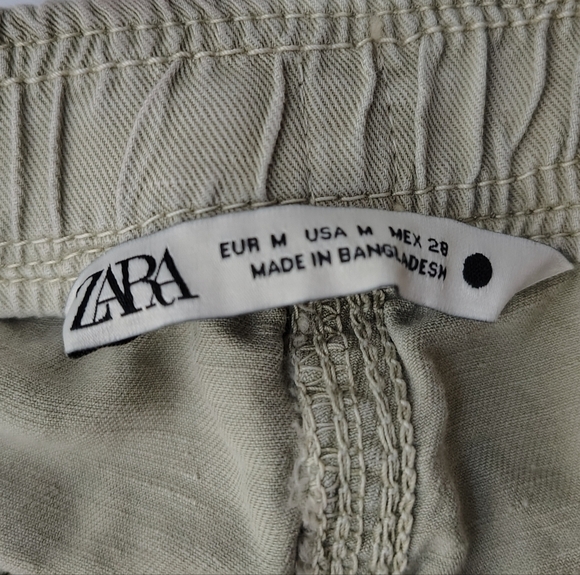 ZARA
EUR M USA M MEX 28
MADE IN BANGLADESH